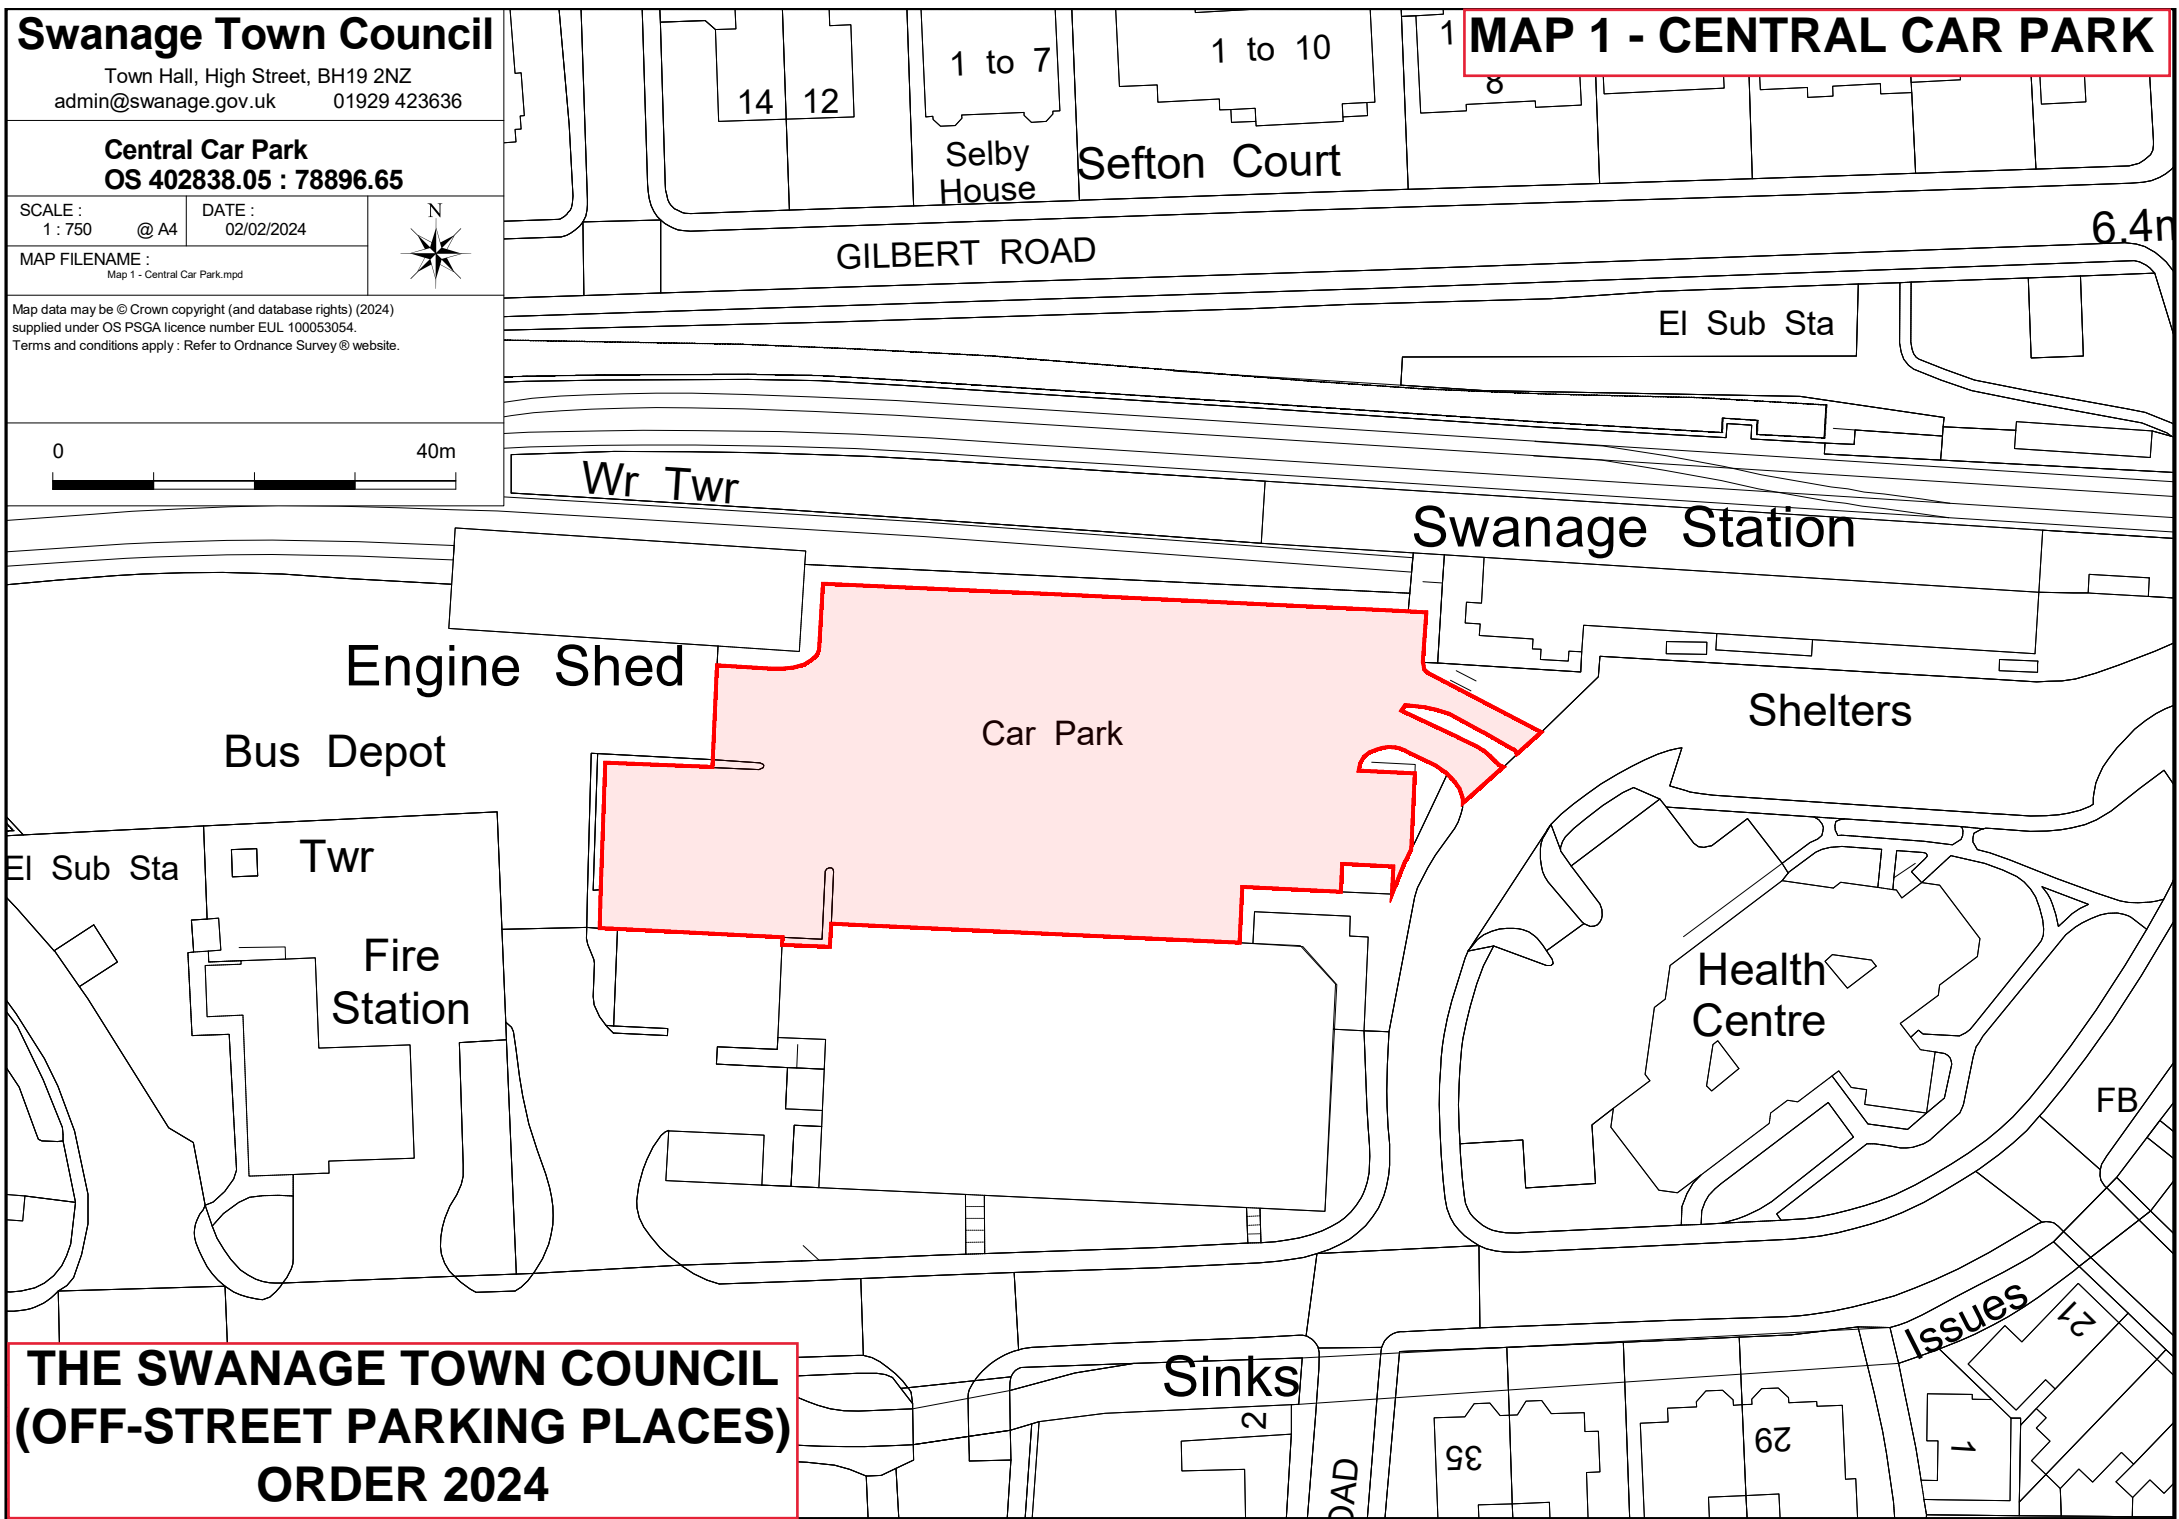 Swanage Town Council
Town Hall, High Street, BH19 2NZ
admin@swanage.gov.uk 01929 423636
Central Car Park
OS 402838.05 : 78896.65
SCALE :
1 : 750 @ A4
DATE :
02/02/2024
N
MAP FILENAME :
Map 1 - Central Car Park.mpd
Map data may be © Crown copyright (and database rights) (2024)
supplied under OS PSGA licence number EUL 100053054.
Terms and conditions apply : Refer to Ordnance Survey ® website.
0 40m
MAP 1 - CENTRAL CAR PARK
14 12
1 to 7
1 to 10
1
8
Selby
House
Sefton Court
GILBERT ROAD
6.4m
El Sub Sta
Wr Twr
Swanage Station
Engine Shed
Car Park
Shelters
Bus Depot
El Sub Sta
Twr
Fire
Station
Health
Centre
FB
Issues
21
Sinks
2
35
29
1
OAD
THE SWANAGE TOWN COUNCIL
(OFF-STREET PARKING PLACES)
ORDER 2024